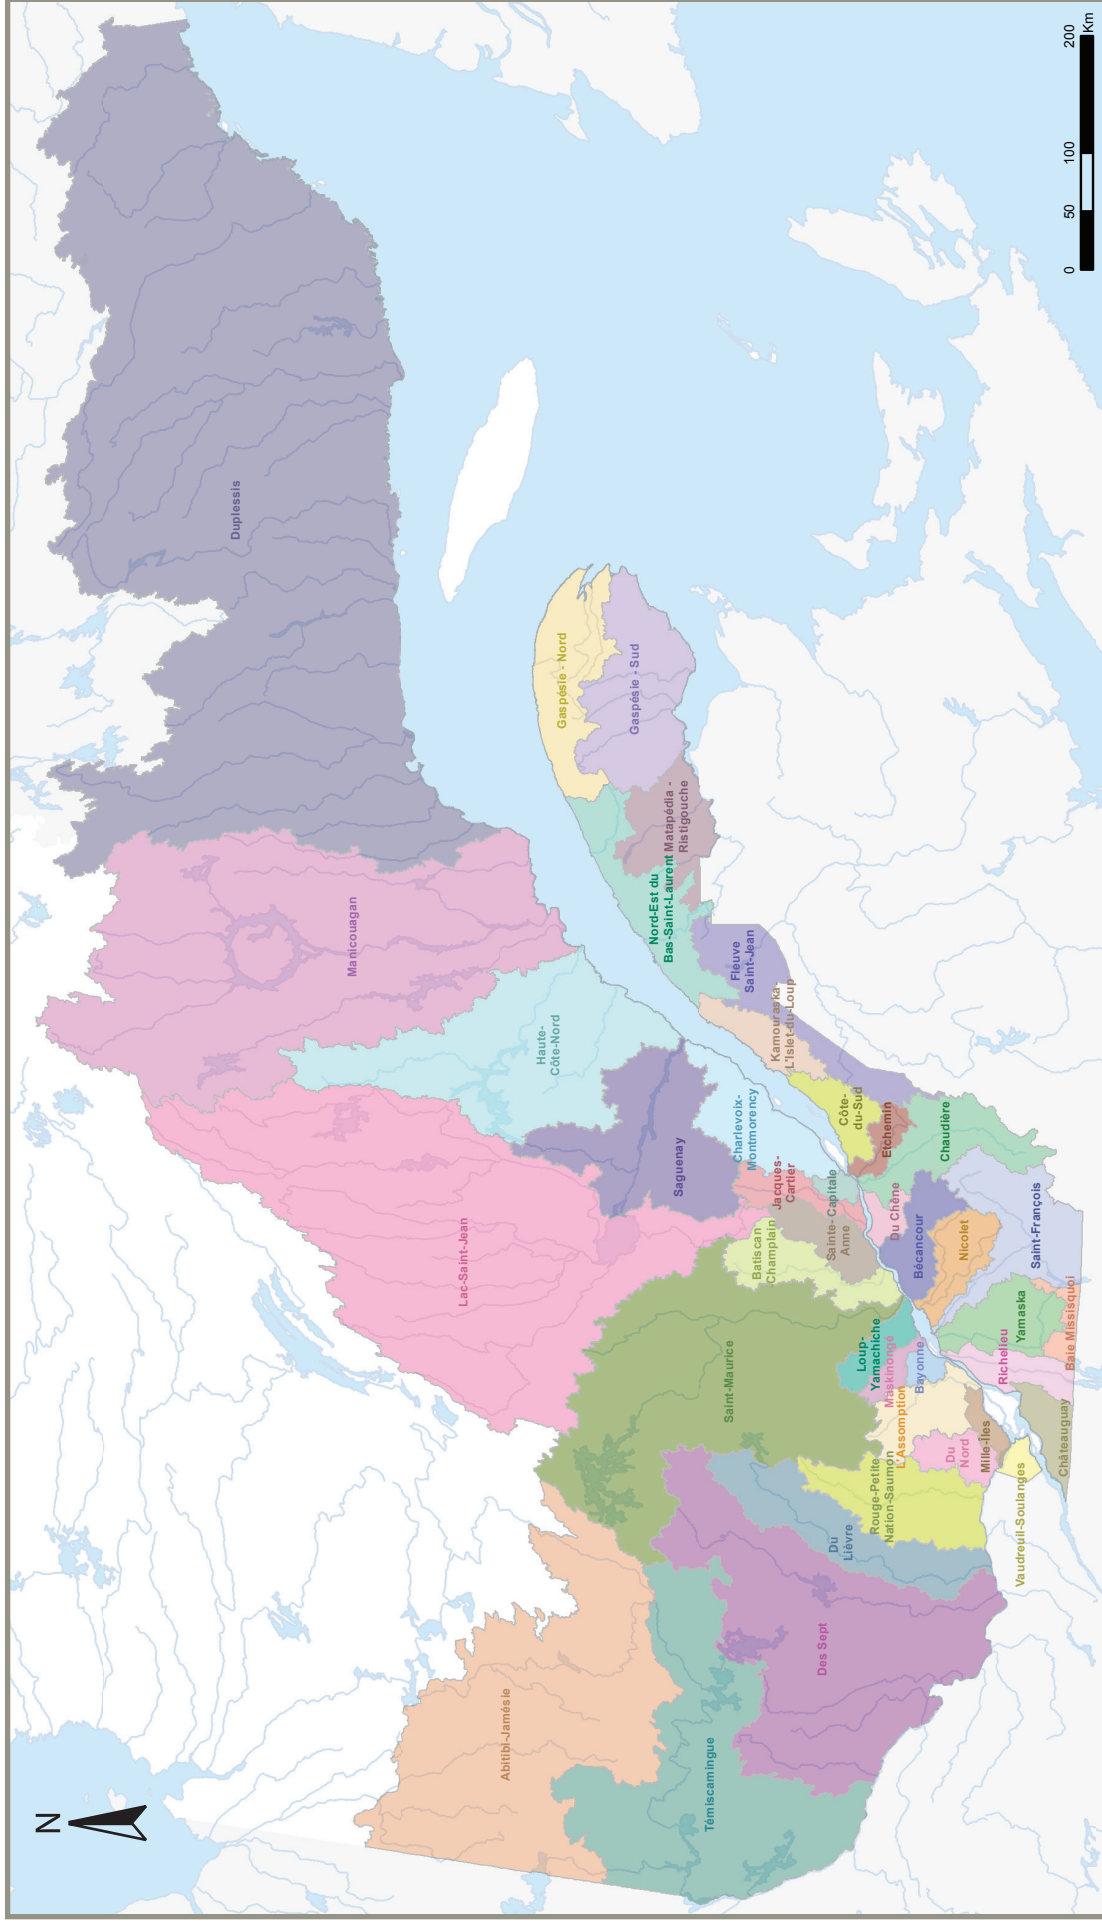 N
Duplessis
Manicouagan
Haute-
Côte-Nord
Lac-Saint-Jean
Saguenay
Charlevoix-
Montmorency
Jacques-
Cartier
Capitale
Sainte-
Anne
Batiscan
Champlain
Saint-Maurice
Abitibi-Jamésie
Témiscamingue
Des Sept
Du
Lièvre
Rouge-Petite-
Nation-Saumon
L'Assomption
Du
Nord
Mille-Iles
Vaudreuil-Soulanges
Loup-
Yamachiche
Maskinongé
Bayonne
Gaspésie - Nord
Gaspésie - Sud
Matapédia -
Ristigouche
Nord-Est du
Bas-Saint-Laurent
Fleuve
Saint-Jean
Kamouraska
L'Islet-du-Loup
Côte-
du-Sud
Etchemin
Chaudière
Du Chêne
Bécancour
Nicolet
Saint-François
Yamaska
Baie Missisquoi
Richelieu
Châteauguay
0 50 100 200
Km